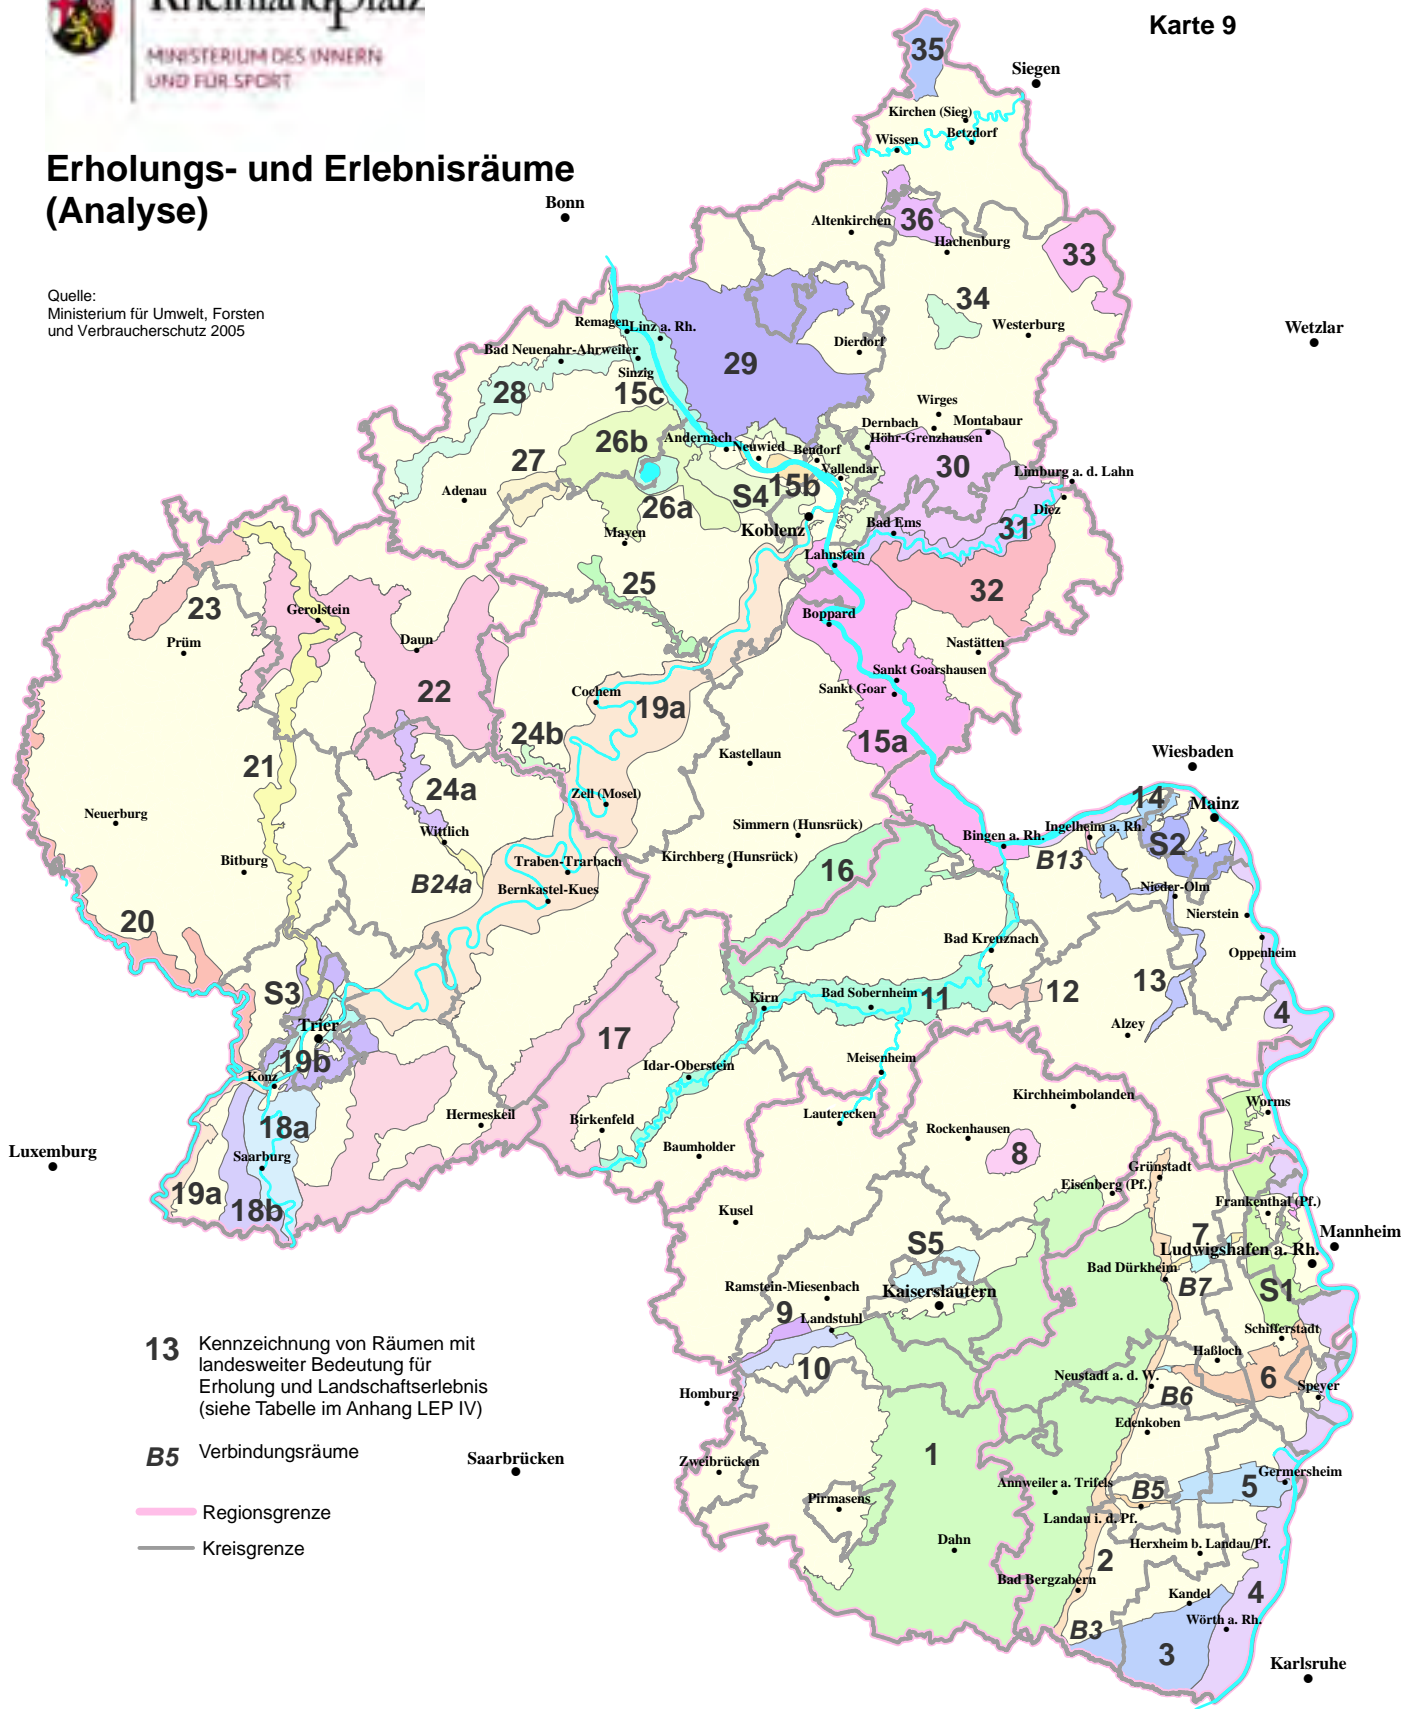 RheinlandPfalz
MINISTERIUM DES INNERN
UND FÜR SPORT
Karte 9
Erholungs- und Erlebnisräume
(Analyse)
Quelle:
Ministerium für Umwelt, Forsten
und Verbraucherschutz 2005
35
Siegen
Kirchen (Sieg)
Wissen
Betzdorf
Bonn
Altenkirchen
36
Hachenburg
33
34
Westerburg
Wetzlar
Remagen
Linz a. Rh.
Dierdorf
Bad Neuenahr-Ahrweiler
Sinzig
29
28
15c
Wirges
Dernbach
Montabaur
Höhr-Grenzhausen
26b
Andernach
Neuwied
Bendorf
Vallendar
27
30
Limburg a. d. Lahn
Adenau
S4
15b
Diez
26a
Koblenz
Bad Ems
31
Mayen
Lahnstein
25
32
23
Gerolstein
Boppard
Prüm
Daun
Nastätten
22
Sankt Goarshausen
Sankt Goar
Cochem
19a
24b
15a
Kastellaun
Wiesbaden
21
24a
Zell (Mosel)
14
Mainz
Neuerburg
Wittlich
Simmern (Hunsrück)
Bingen a. Rh.
Ingelheim a. Rh.
S2
B13
Bitburg
Traben-Trarbach
Kirchberg (Hunsrück)
16
B24a
Bernkastel-Kues
Nieder-Olm
Nierstein
20
Bad Kreuznach
Oppenheim
S3
Kirn
Bad Sobernheim
11
12
13
4
Trier
17
Alzey
19b
Konz
Idar-Oberstein
Meisenheim
Kirchheimbolanden
Worms
Hermeskeil
Birkenfeld
Lauterecken
18a
Rockenhausen
8
Luxemburg
Saarburg
Baumholder
Grünstadt
Eisenberg (Pf.)
19a
18b
Kusel
Frankenthal (Pf.)
7
Mannheim
S5
Ludwigshafen a. Rh.
Bad Dürkheim
Ramstein-Miesenbach
Kaiserslautern
B7
S1
9
Landstuhl
Schifferstadt
13
Kennzeichnung von Räumen mit
landesweiter Bedeutung für
Erholung und Landschaftserlebnis
(siehe Tabelle im Anhang LEP IV)
10
Haßloch
Neustadt a. d. W.
6
Homburg
B6
Speyer
Edenkoben
B5
Verbindungsräume
Saarbrücken
Zweibrücken
1
Germersheim
Annweiler a. Trifels
B5
5
Pirmasens
Landau i. d. Pf.
Regionsgrenze
Kreisgrenze
Dahn
2
Herxheim b. Landau/Pf.
Bad Bergzabern
Kandel
4
Wörth a. Rh.
B3
3
Karlsruhe